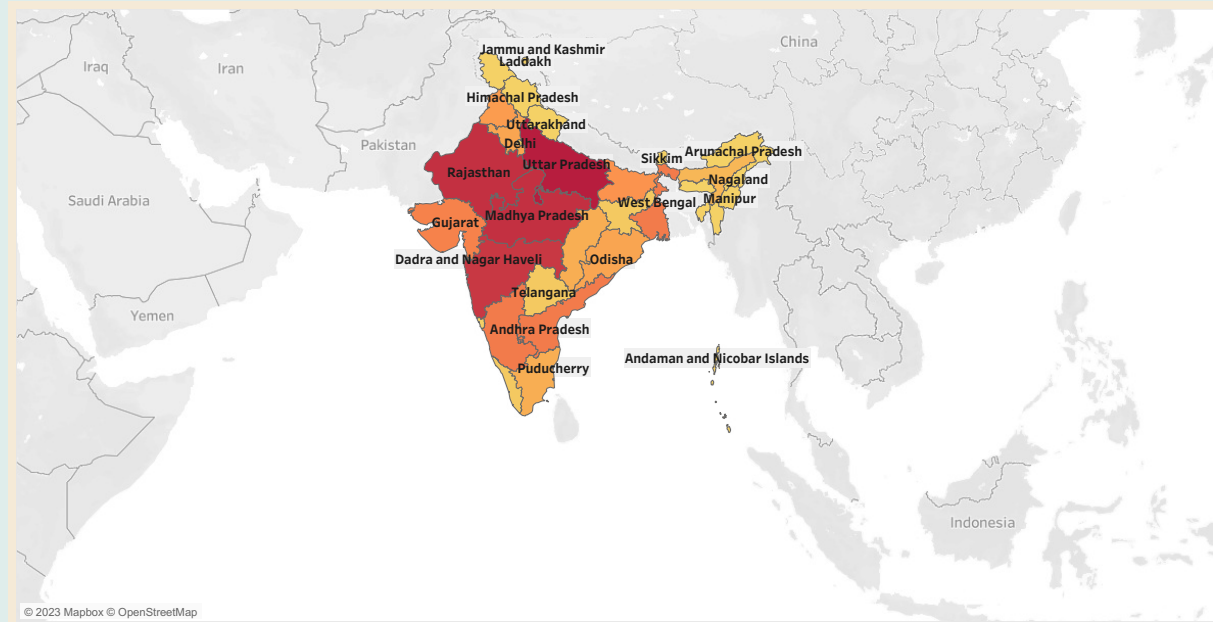 China
Jammu and Kashmir
Laddakh
Iraq
Iran
Himachal Pradesh
Uttarakhand
Delhi
Pakistan
Arunachal Pradesh
Sikkim
Uttar Pradesh
Rajasthan
Nagaland
Saudi Arabia
Manipur
West Bengal
Madhya Pradesh
Gujarat
Dadra and Nagar Haveli
Odisha
Telangana
Yemen
Andhra Pradesh
Andaman and Nicobar Islands
Puducherry
Indonesia
© 2023 Mapbox © OpenStreetMap